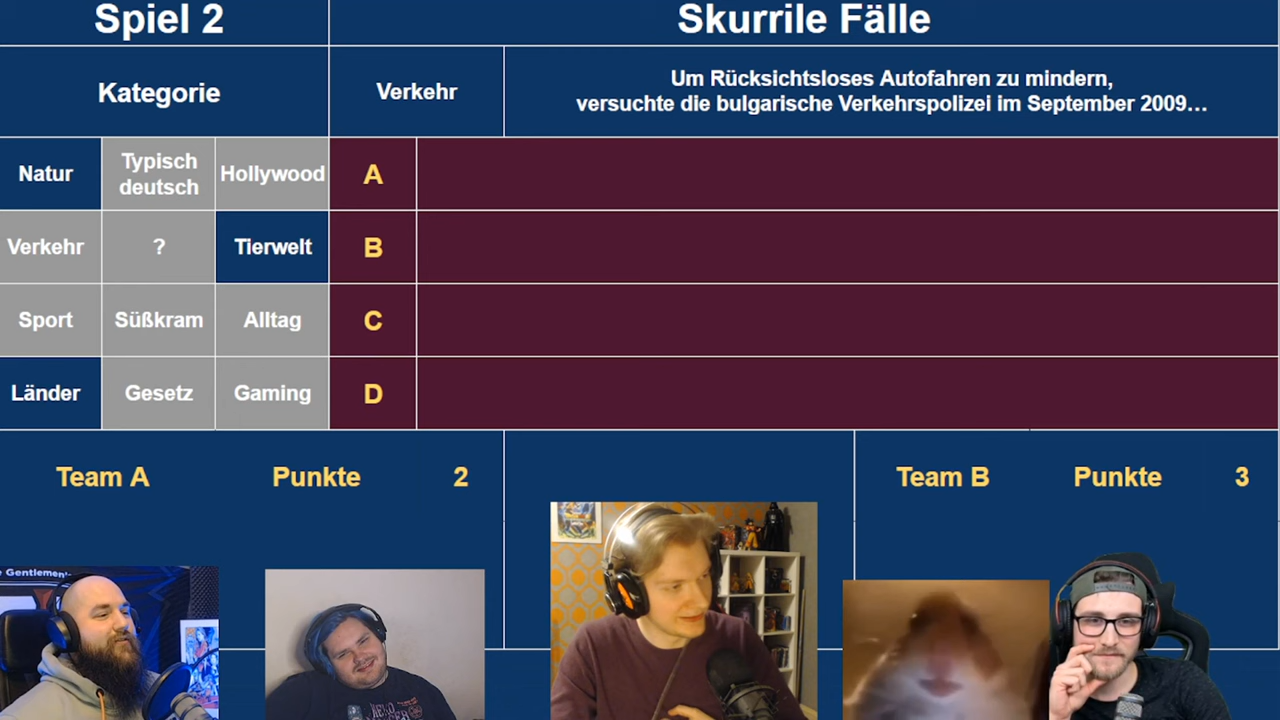 Spiel 2
Skurrile Fälle
Kategorie
Verkehr
Um Rücksichtsloses Autofahren zu mindern,
versuchte die bulgarische Verkehrspolizei im September 2009...
Natur
Typisch
deutsch
Hollywood
A
Verkehr
?
Tierwelt
B
Sport
Süßkram
Alltag
C
Länder
Gesetz
Gaming
D
Team A
Punkte
2
Team B
Punkte
3
e Gentlemen